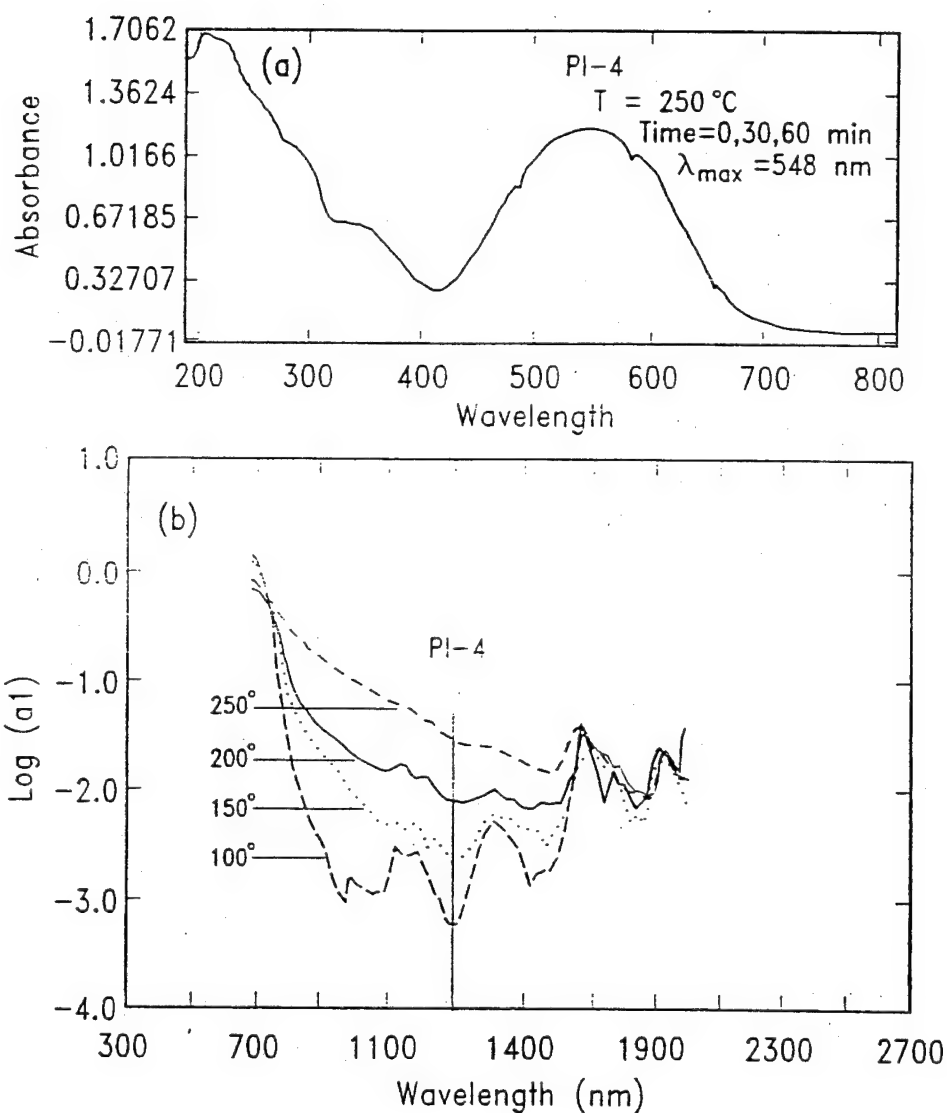 1.7062
1.3624
1.0166
0.67185
0.32707
−0.01771
Absorbance
(a)
PI−4
T = 250 °C
Time=0,30,60 min
λmax =548 nm
200 300 400 500 600 700 800
Wavelength
1.0
0.0
−1.0
−2.0
−3.0
−4.0
Log (a1)
(b)
PI−4
250°
200°
150°
100°
300 700 1100 1400 1900 2300 2700
Wavelength (nm)